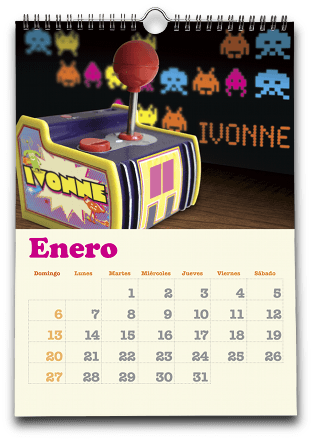 IVONNE
IVONNE
Enero
Domingo Lunes Martes Miércoles Jueves Viernes Sábado
1 2 3 4 5
6 7 8 9 10 11 12
13 14 15 16 17 18 19
20 21 22 23 24 25 26
27 28 29 30 31